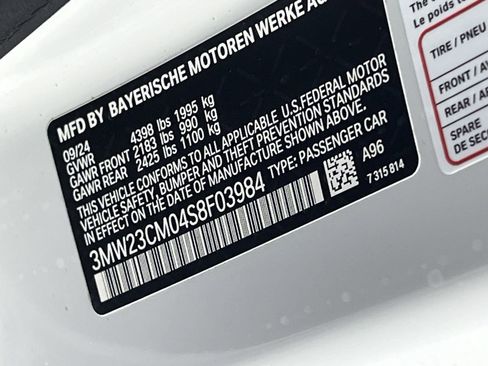 MFD BY BAYERISCHE MOTOREN WERKE AG
09/24
GVWR 4398 lbs 1995 kg
GAWR FRONT 2183 lbs 990 kg
GAWR REAR 2425 lbs 1100 kg
THIS VEHICLE CONFORMS TO ALL APPLICABLE U.S.FEDERAL MOTOR
VEHICLE SAFETY, BUMPER AND THEFT PREVENTION STANDARDS
IN EFFECT ON THE DATE OF MANUFACTURE SHOWN ABOVE.
3MW23CM04S8F03984 TYPE: PASSENGER CAR
A96
7 315 814
The com
Le poids t
TIRE / PNEU
FRONT / AV
REAR / AR
SPARE
DE SECO